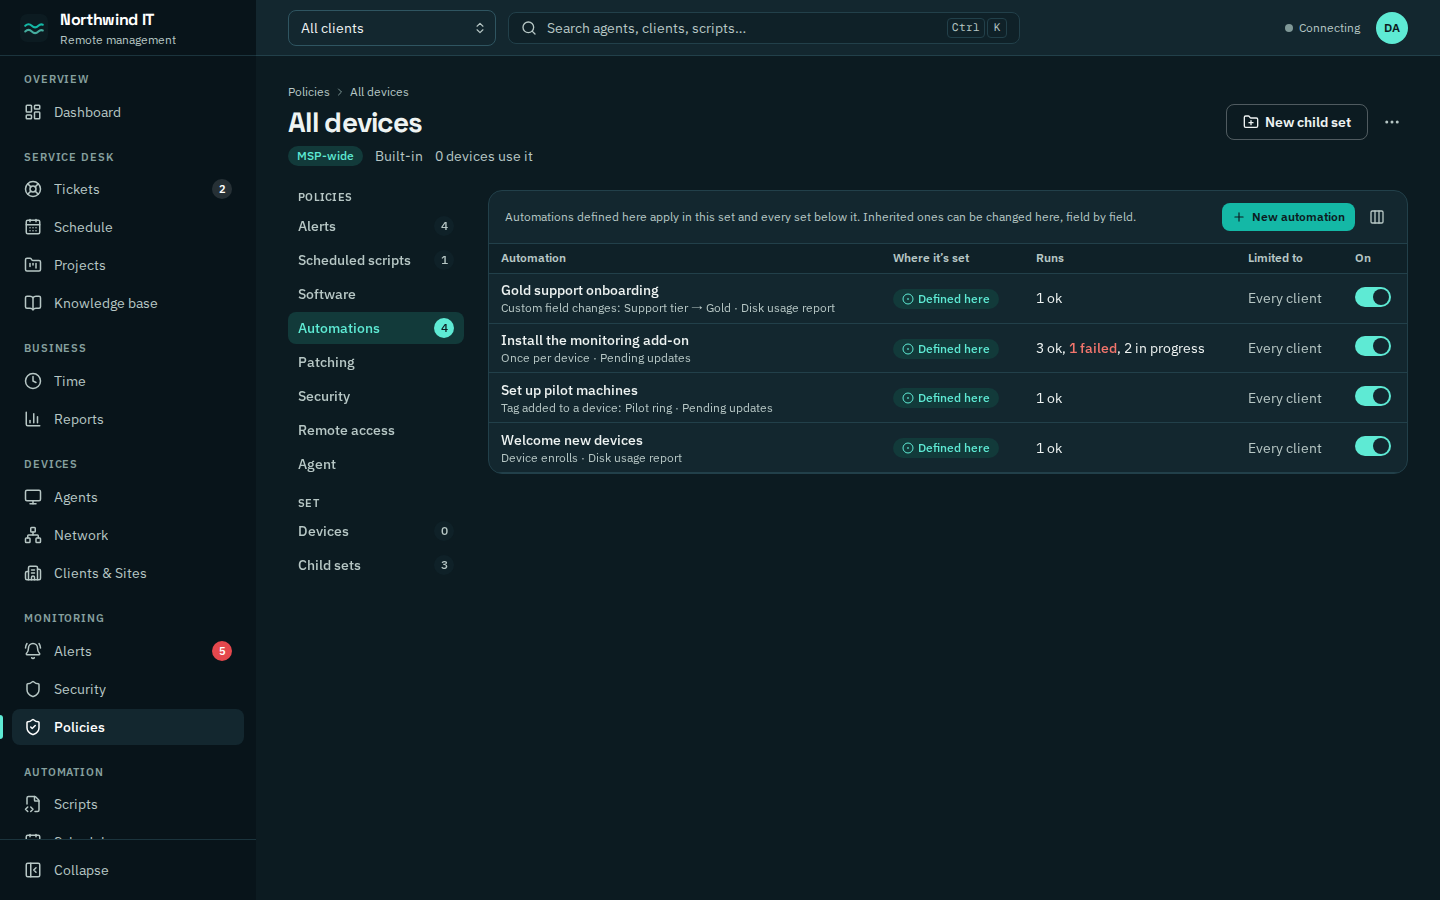 Northwind IT
Remote management
All clients
Search agents, clients, scripts...
Ctrl K
Connecting
DA
OVERVIEW
Dashboard
SERVICE DESK
Tickets 2
Schedule
Projects
Knowledge base
BUSINESS
Time
Reports
DEVICES
Agents
Network
Clients & Sites
MONITORING
Alerts 5
Security
Policies
AUTOMATION
Scripts
Collapse
Policies > All devices
All devices
MSP-wide Built-in 0 devices use it
New child set
POLICIES
Alerts 4
Scheduled scripts 1
Software
Automations 4
Patching
Security
Remote access
Agent
SET
Devices 0
Child sets 3
Automations defined here apply in this set and every set below it. Inherited ones can be changed here, field by field.
New automation
Automation Where it's set Runs Limited to On
Gold support onboarding
Custom field changes: Support tier → Gold · Disk usage report
Defined here 1 ok Every client
Install the monitoring add-on
Once per device · Pending updates
Defined here 3 ok, 1 failed, 2 in progress Every client
Set up pilot machines
Tag added to a device: Pilot ring · Pending updates
Defined here 1 ok Every client
Welcome new devices
Device enrolls · Disk usage report
Defined here 1 ok Every client